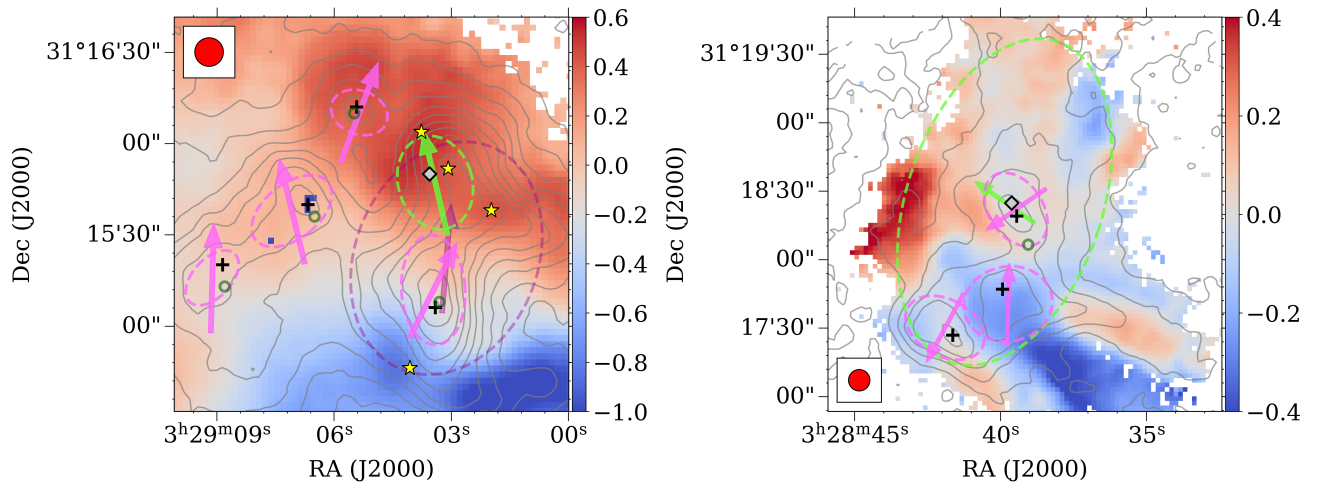 31°16'30"
00"
15'30"
00"
Dec (J2000)
3ʰ29ᵐ09ˢ
06ˢ
03ˢ
00ˢ
RA (J2000)
0.6
0.4
0.2
0.0
−0.2
−0.4
−0.6
−0.8
−1.0
31°19'30"
00"
18'30"
00"
17'30"
00"
Dec (J2000)
3ʰ28ᵐ45ˢ
40ˢ
35ˢ
RA (J2000)
0.4
0.2
0.0
−0.2
−0.4